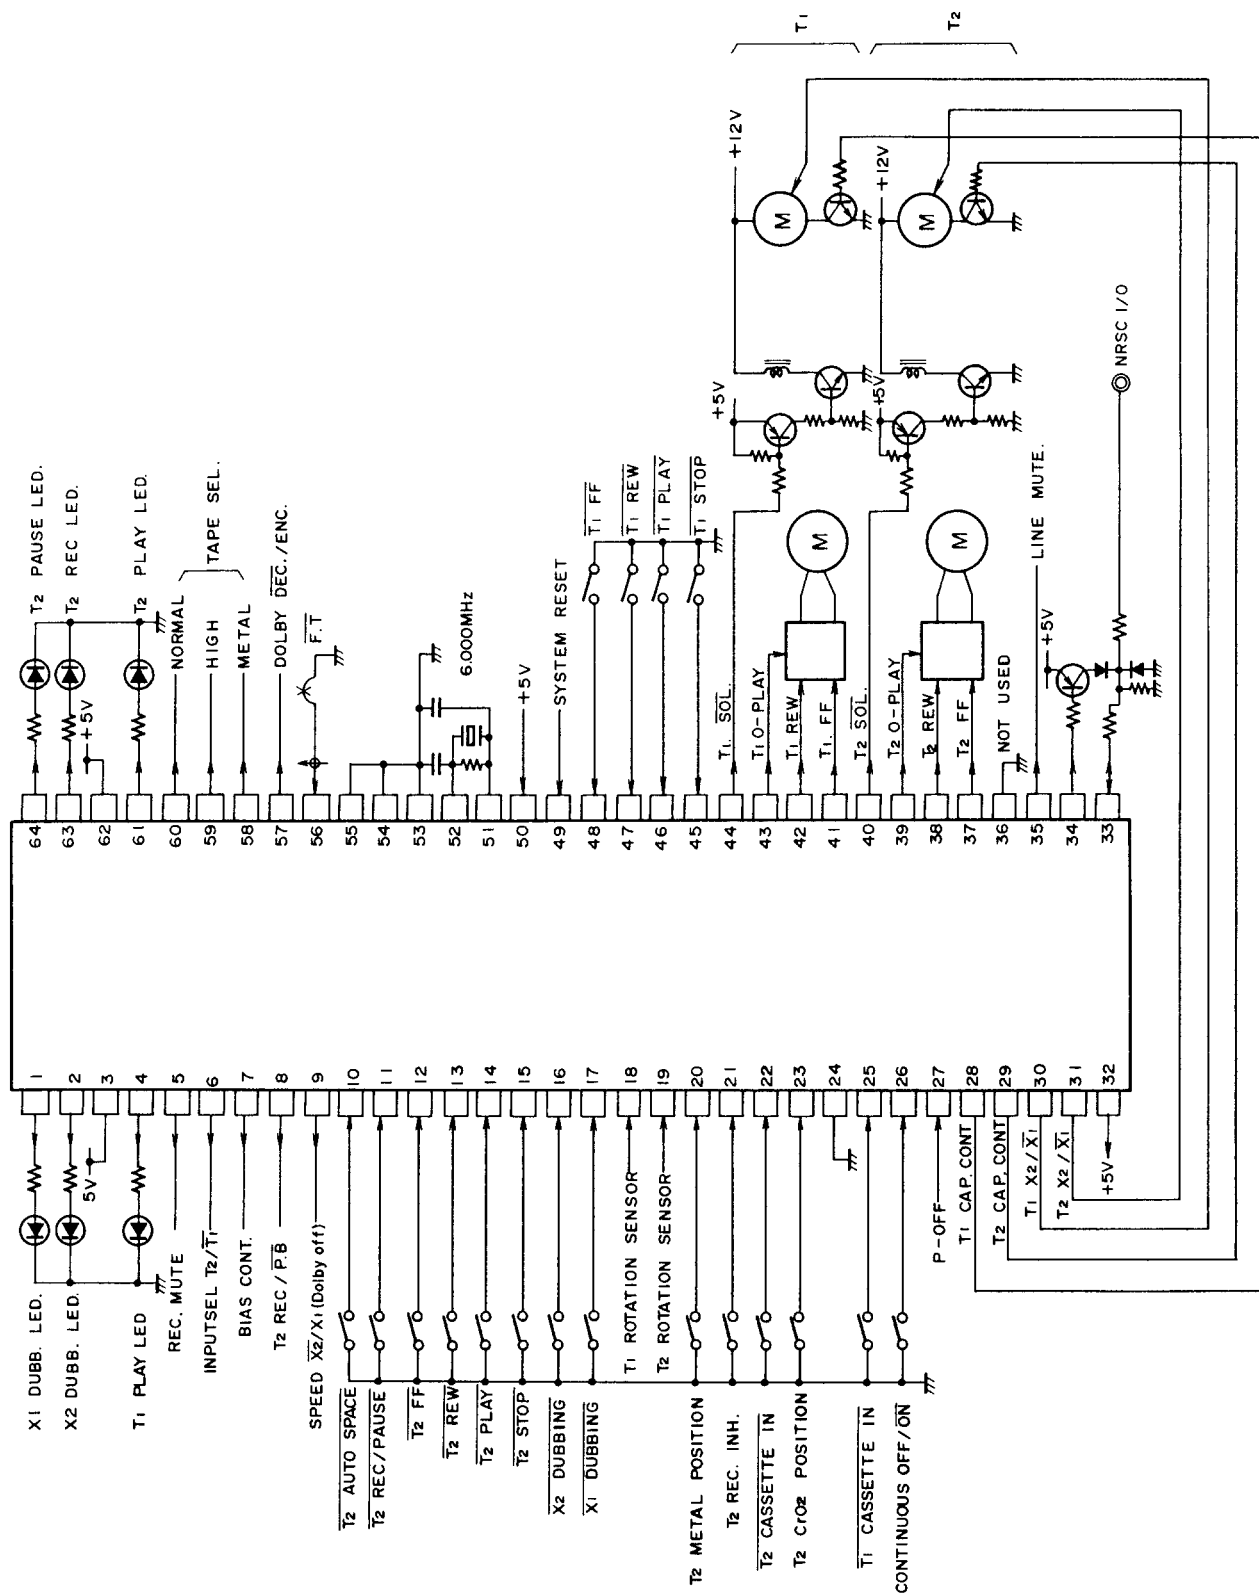 T1
T2
+12V
+12V
M
M
NRSC I/O
+5V
+5V
T1 FF
T1 REW
T1 PLAY
T1 STOP
M
M
LINE MUTE.
+5V
T2 PAUSE LED.
T2 REC LED.
+5V
T2 PLAY LED.
NORMAL
HIGH
METAL
TAPE SEL.
DOLBY DEC./ENC.
F.T
6.000MHz
+5V
SYSTEM RESET
T1. SOL.
T1 O-PLAY
T1 REW
T1. FF
T2 SOL.
T2 O-PLAY
T2 REW
T2 FF
NOT USED
64
63
62
61
60
59
58
57
56
55
54
53
52
51
50
49
48
47
46
45
44
43
42
41
40
39
38
37
36
35
34
33
1
2
3
4
5
6
7
8
9
10
11
12
13
14
15
16
17
18
19
20
21
22
23
24
25
26
27
28
29
30
31
32
X1 DUBB. LED.
X2 DUBB. LED.
5V
T1 PLAY LED
REC. MUTE
INPUTSEL T2/T1
BIAS CONT.
T2 REC / P.B
SPEED X2/X1 (Dolby off)
T2 AUTO SPACE
T2 REC/PAUSE
T2 FF
T2 REW
T2 PLAY
T2 STOP
X2 DUBBING
X1 DUBBING
T1 ROTATION SENSOR
T2 ROTATION SENSOR
T2 METAL POSITION
T2 REC. INH.
T2 CASSETTE IN
T2 CrO2 POSITION
T1 CASSETTE IN
CONTINUOUS OFF/ON
P-OFF
T1 CAP. CONT
T2 CAP. CONT
T1 X2/X1
T2 X2/X1
+5V